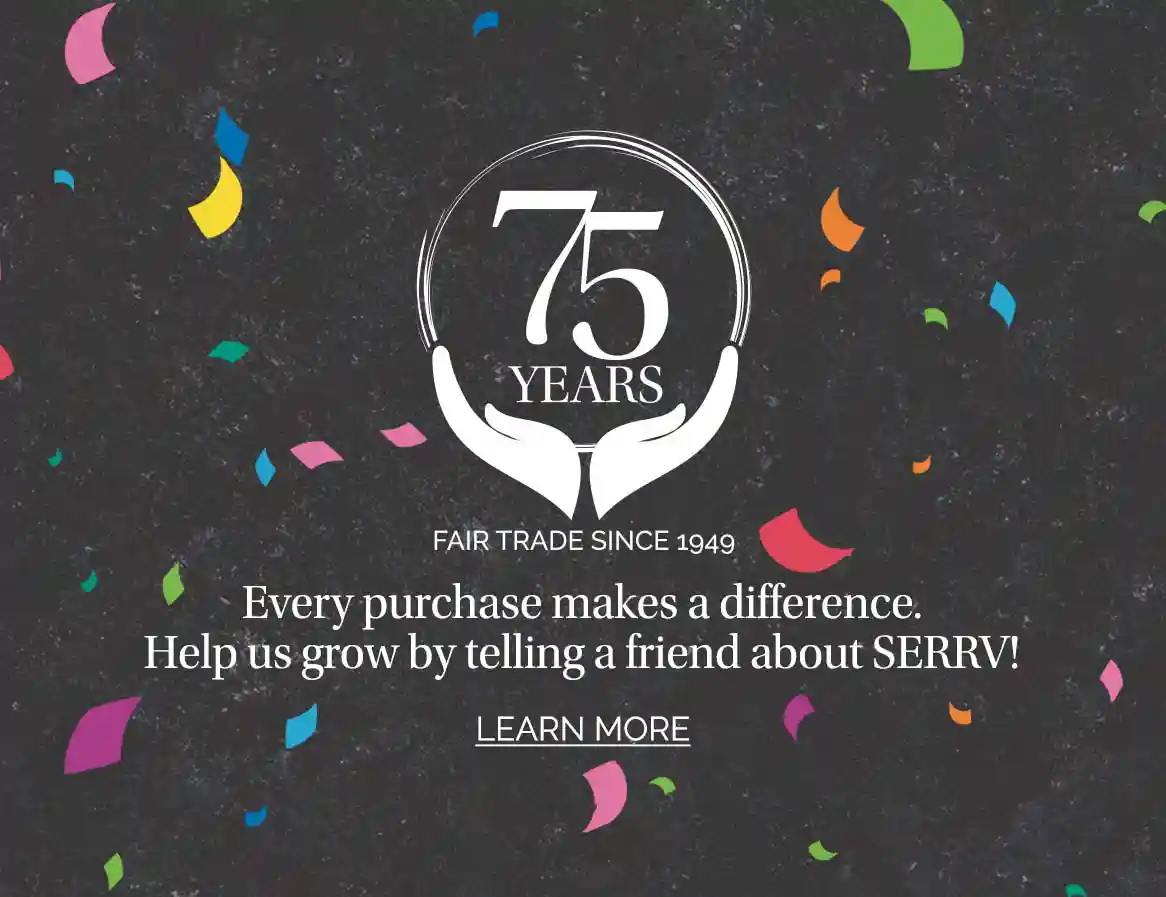 75
YEARS
FAIR TRADE SINCE 1949
Every purchase makes a difference.
Help us grow by telling a friend about SERRV!
LEARN MORE